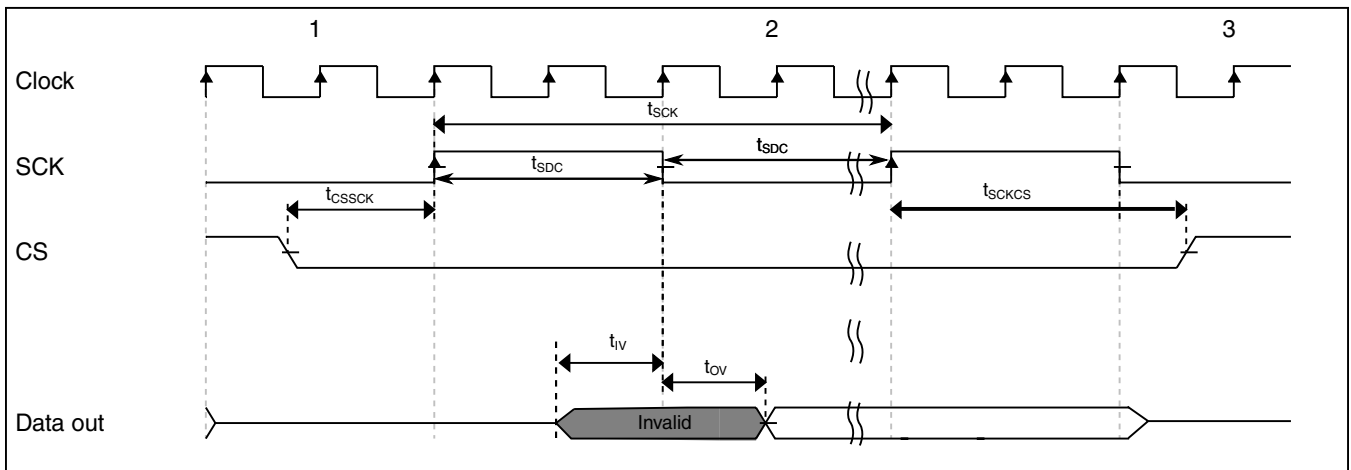 1 2 3
Clock
tSCK
SCK
tSDC
tSDC
tCSSCK
tSCKCS
CS
tIV
tOV
Data out
Invalid